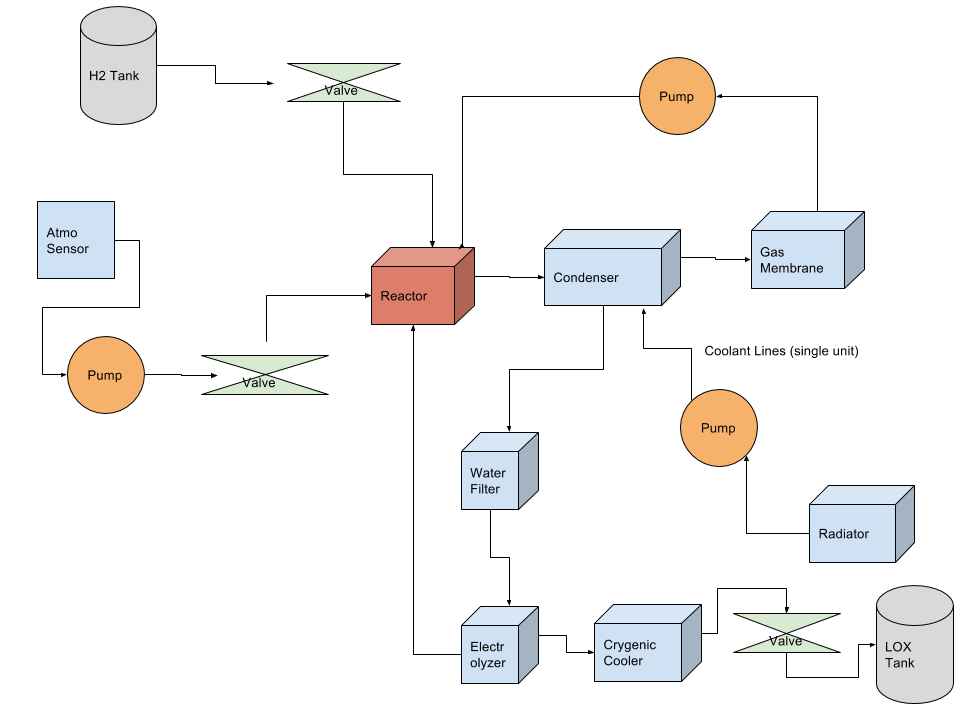 H2 Tank
Valve
Pump
Atmo
Sensor
Gas
Membrane
Reactor
Condenser
Coolant Lines (single unit)
Pump
Valve
Pump
Water
Filter
Radiator
Electr
olyzer
Crygenic
Cooler
Valve
LOX
Tank